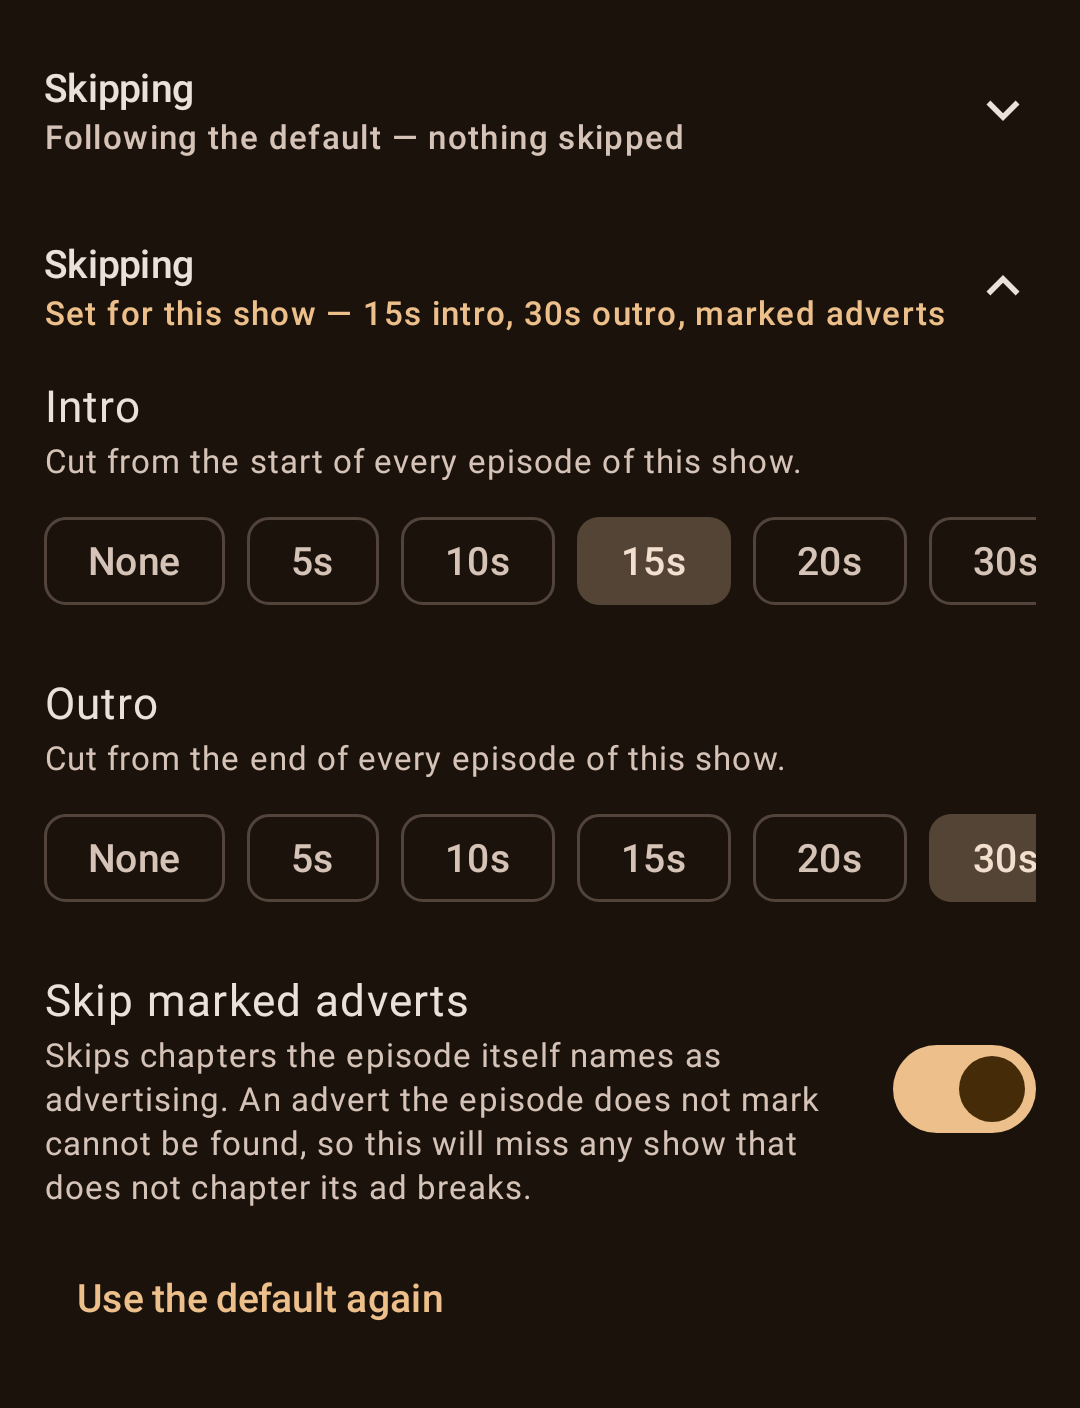 Skipping
Following the default — nothing skipped
Skipping
Set for this show — 15s intro, 30s outro, marked adverts
Intro
Cut from the start of every episode of this show.
None 5s 10s 15s 20s 30s
Outro
Cut from the end of every episode of this show.
None 5s 10s 15s 20s 30s
Skip marked adverts
Skips chapters the episode itself names as
advertising. An advert the episode does not mark
cannot be found, so this will miss any show that
does not chapter its ad breaks.
Use the default again